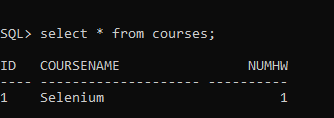 SQL> select * from courses;
ID   COURSENAME                NUMHW
---- -------------------- ----------
1    Selenium                      1